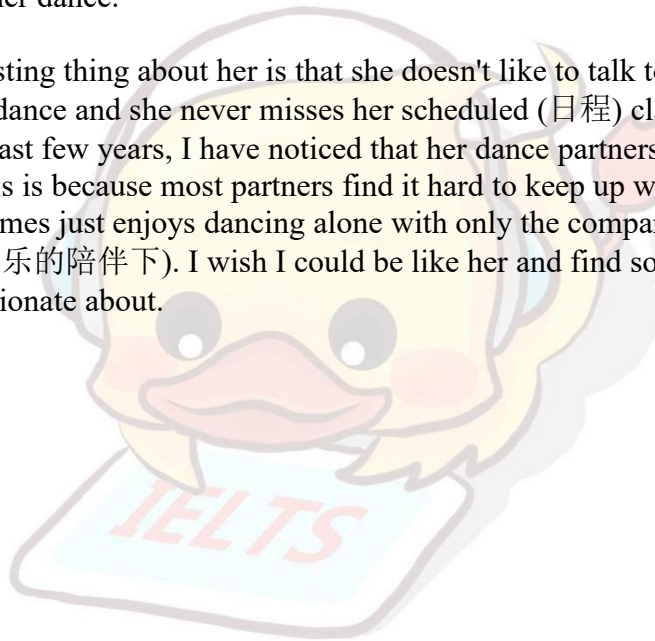 her dance.
sting thing about her is that she doesn't like to talk to
dance and she never misses her scheduled (日程) cla
ast few years, I have noticed that her dance partners
s is because most partners find it hard to keep up w
mes just enjoys dancing alone with only the compa
乐的陪伴下). I wish I could be like her and find so
ionate about.
IELTS